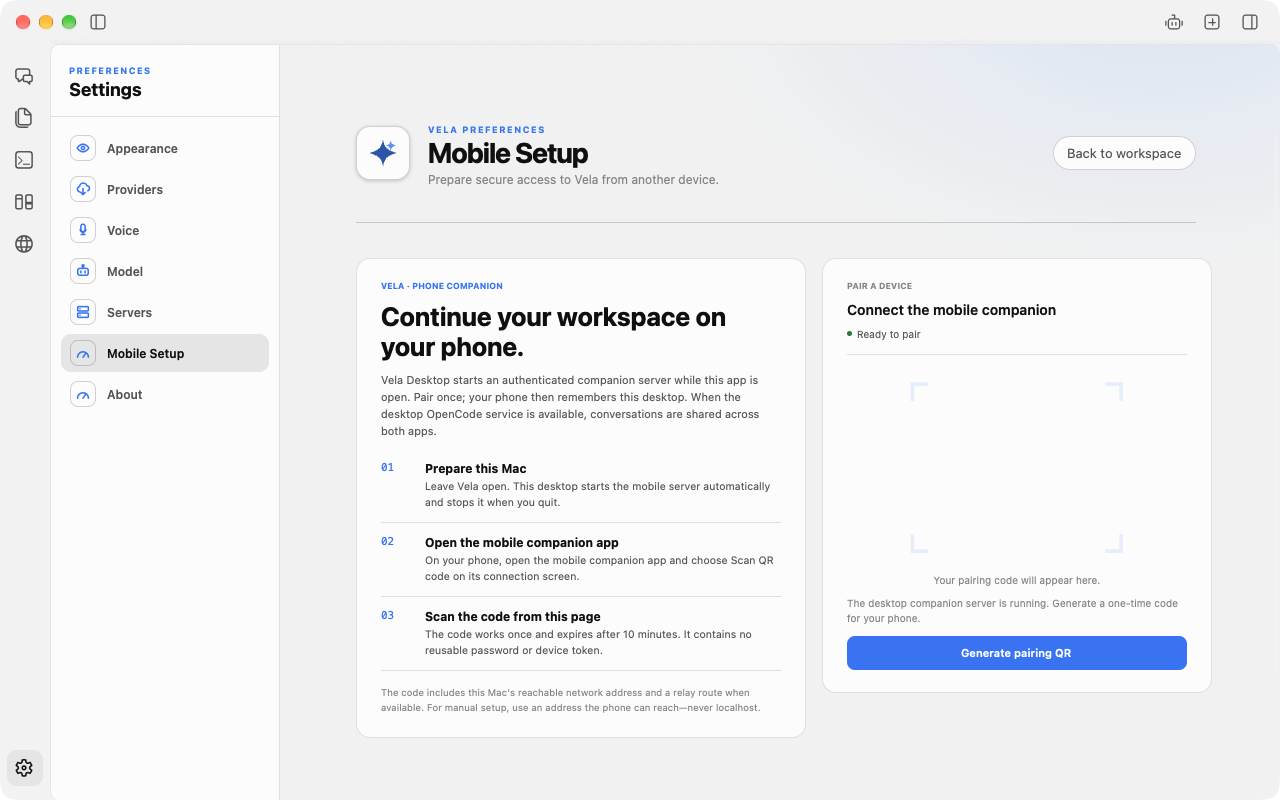 PREFERENCES
Settings
Appearance
Providers
Voice
Model
Servers
Mobile Setup
About
VELA PREFERENCES
Mobile Setup
Prepare secure access to Vela from another device.
Back to workspace
VELA · PHONE COMPANION
Continue your workspace on
your phone.
Vela Desktop starts an authenticated companion server while this app is
open. Pair once; your phone then remembers this desktop. When the
desktop OpenCode service is available, conversations are shared across
both apps.
01
Prepare this Mac
Leave Vela open. This desktop starts the mobile server automatically
and stops it when you quit.
02
Open the mobile companion app
On your phone, open the mobile companion app and choose Scan QR
code on its connection screen.
03
Scan the code from this page
The code works once and expires after 10 minutes. It contains no
reusable password or device token.
The code includes this Mac's reachable network address and a relay route when
available. For manual setup, use an address the phone can reach—never localhost.
PAIR A DEVICE
Connect the mobile companion
Ready to pair
Your pairing code will appear here.
The desktop companion server is running. Generate a one-time code
for your phone.
Generate pairing QR